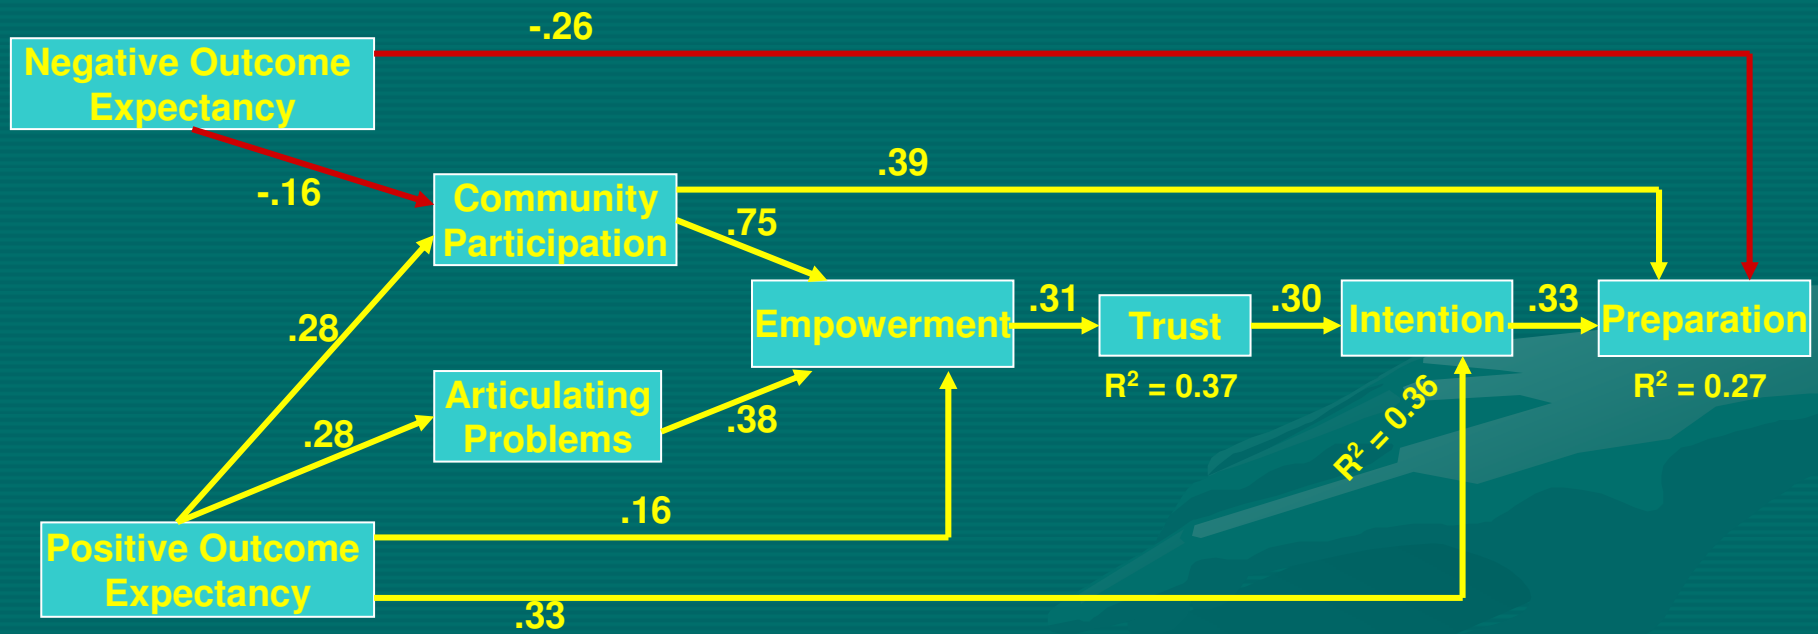 -.26
Negative Outcome
Expectancy
-.16
.39
Community
Participation
.75
.28
Empowerment
.31
Trust
.30
Intention
.33
Preparation
R² = 0.37
R² = 0.36
R² = 0.27
Articulating
Problems
.28
.38
.16
Positive Outcome
Expectancy
.33